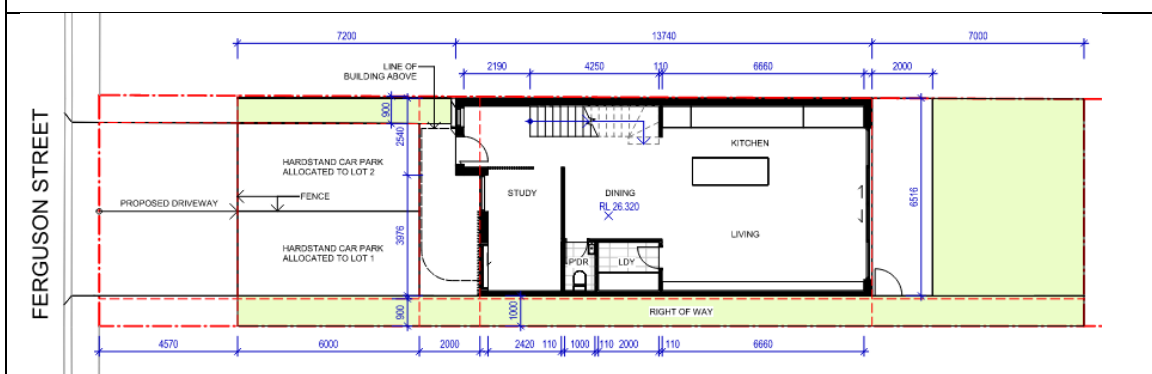 7200
13740
7000
2190
4250
110
6660
2000
LINE OF
BUILDING ABOVE
900
2540
3976
900
FERGUSON STREET
HARDSTAND CAR PARK
ALLOCATED TO LOT 2
FENCE
PROPOSED DRIVEWAY
HARDSTAND CAR PARK
ALLOCATED TO LOT 1
STUDY
DINING
RL 26.320
KITCHEN
LIVING
P'DR
LDY
6516
1000
RIGHT OF WAY
4570
6000
2000
2420
110
1000
110
2000
110
6660